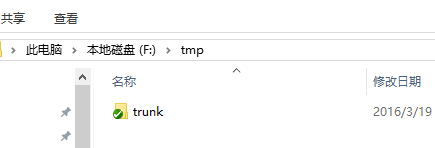 共享 查看
此电脑 本地磁盘 (F:) tmp
名称 修改日期
trunk 2016/3/19